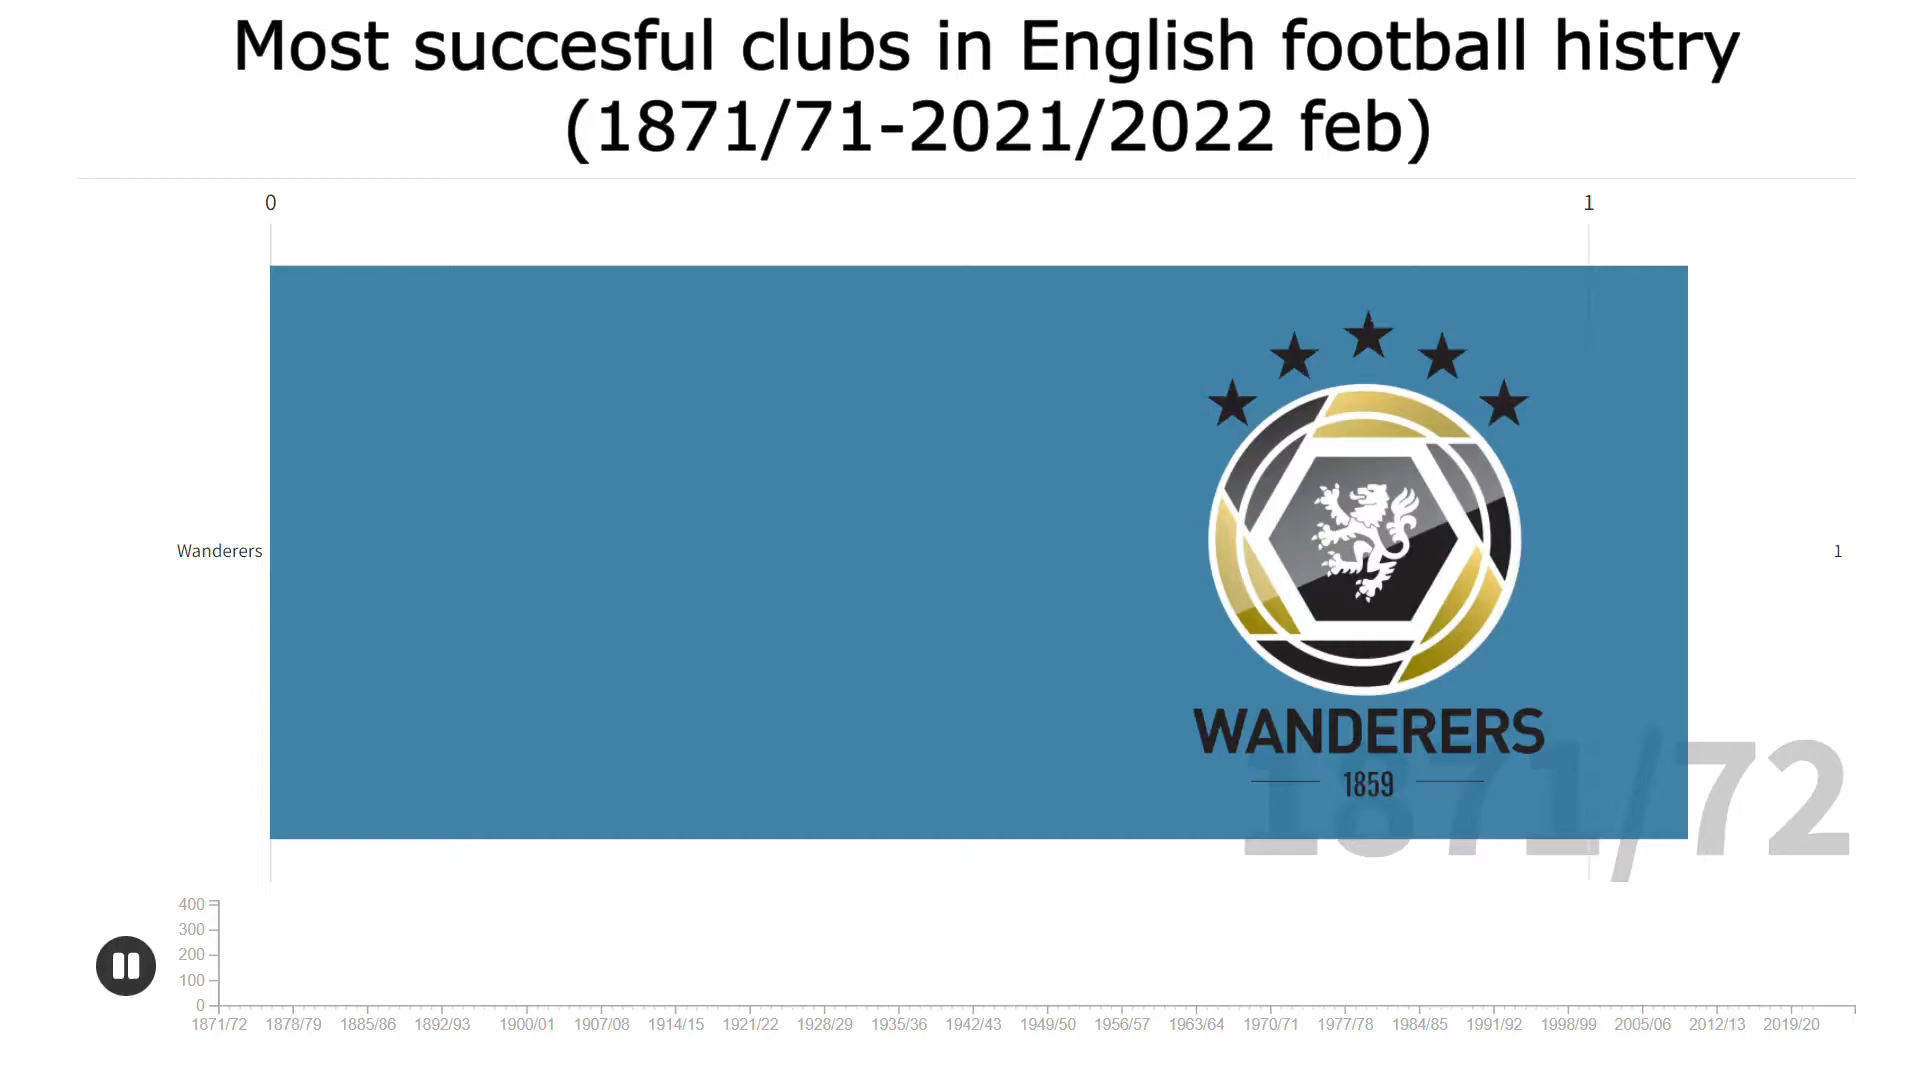 Most succesful clubs in English football histry
(1871/71-2021/2022 feb)
0 1
Wanderers 1
WANDERERS
1859
1871/72
400
300
200
100
0
1871/72 1878/79 1885/86 1892/93 1900/01 1907/08 1914/15 1921/22 1928/29 1935/36 1942/43 1949/50 1956/57 1963/64 1970/71 1977/78 1984/85 1991/92 1998/99 2005/06 2012/13 2019/20